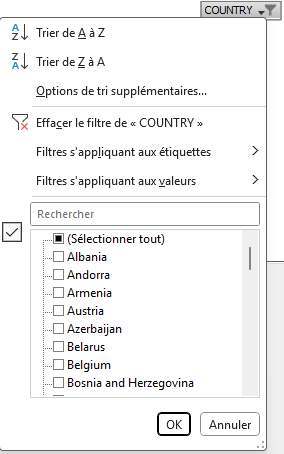 COUNTRY
Trier de A à Z
Trier de Z à A
Options de tri supplémentaires...
Effacer le filtre de « COUNTRY »
Filtres s'appliquant aux étiquettes
Filtres s'appliquant aux valeurs
Rechercher
(Sélectionner tout)
Albania
Andorra
Armenia
Austria
Azerbaijan
Belarus
Belgium
Bosnia and Herzegovina
OK Annuler